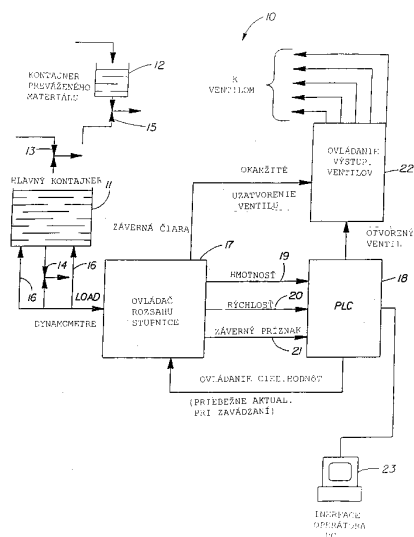 10
KONTAJNER
PREVÁŽENÉHO
MATERIÁLU
12
15
K
VENTILOM
13
HLAVNÝ KONTAJNER
11
OVLÁDANIE
VÝSTUP.
VENTILOV
22
OKAMŽITÉ
UZATVORENIE
VENTILU
ZÁVERNÁ ČIARA
OTVORENÝ
VENTIL
14
16
16
LOAD
DYNAMOMETRE
17
OVLÁDAČ
ROZSAHU
STUPNICE
HMOTNOSŤ
19
RÝCHLOSŤ
20
ZÁVERNÝ PRÍZNAK
21
PLC
18
OVLÁDANIE CIEĽ.HODNÔT
(PRIEBEŽNE AKTUAL.
PRI ZAVÁDZANÍ)
23
OPERÁTORA
PC